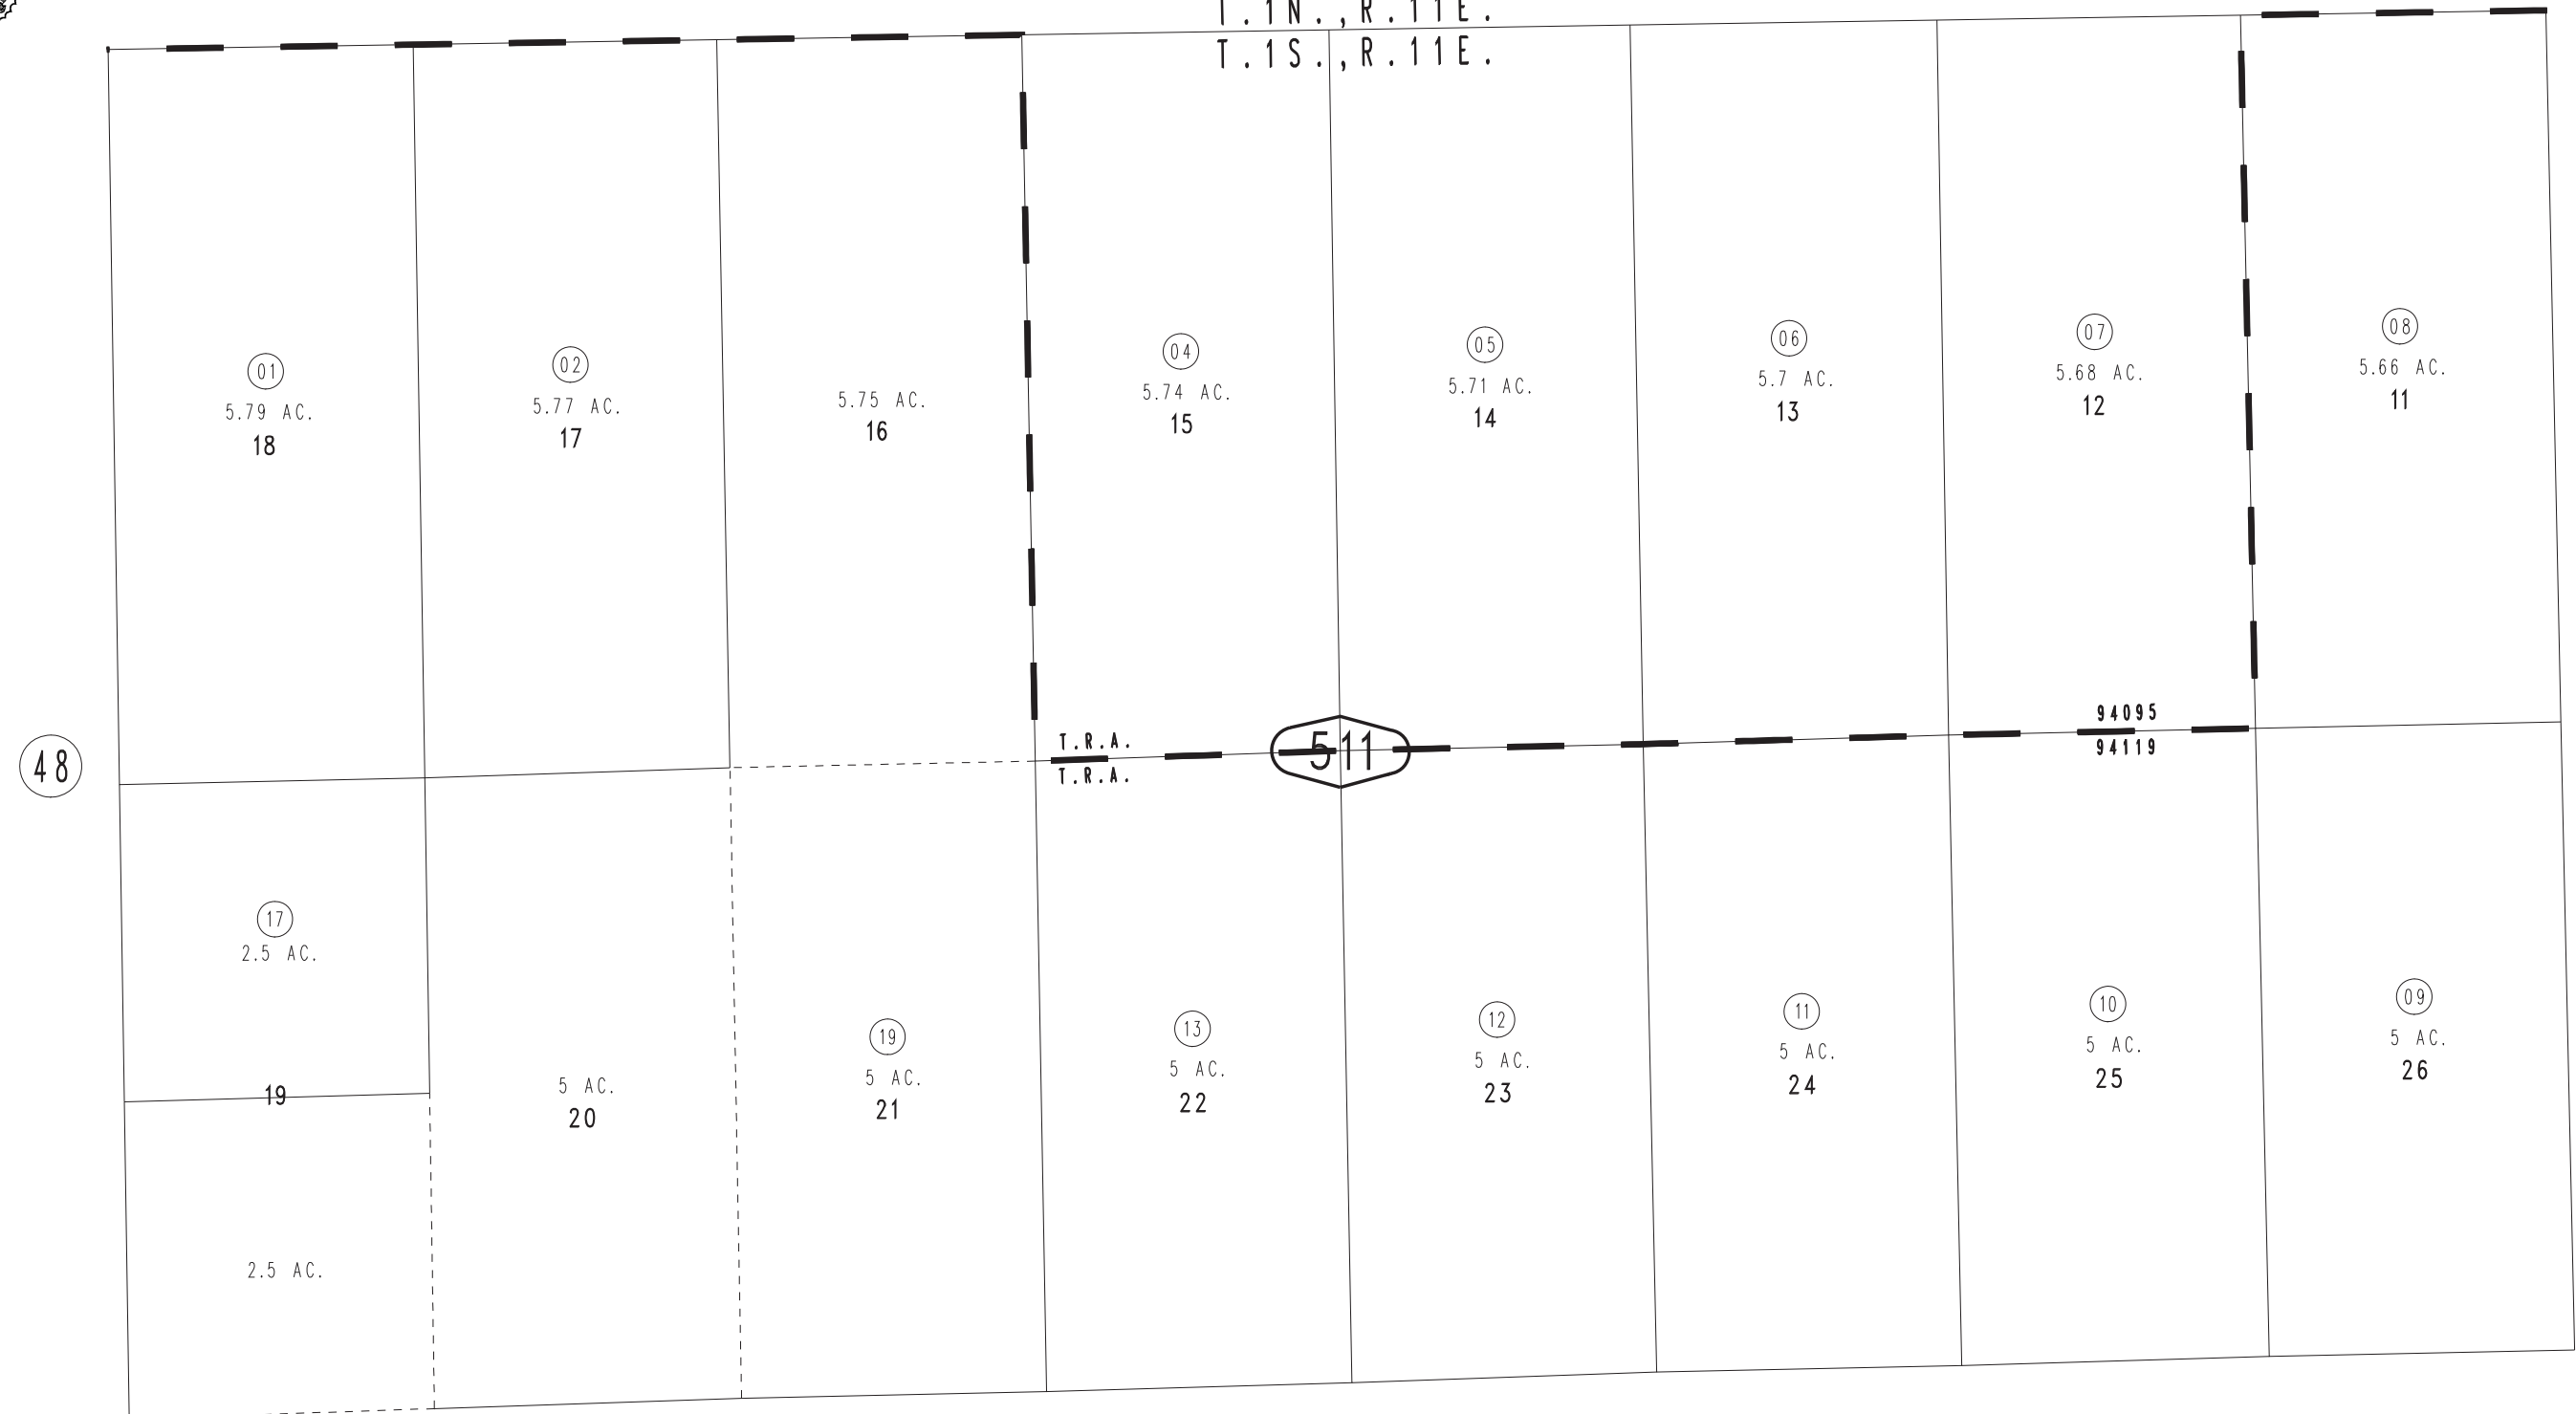 T.1N.,R.11E.
T.1S.,R.11E.
01
5.79 AC.
18
02
5.77 AC.
17
5.75 AC.
16
04
5.74 AC.
15
05
5.71 AC.
14
06
5.7 AC.
13
07
5.68 AC.
12
08
5.66 AC.
11
48
T.R.A.
T.R.A.
511
94095
94119
17
2.5 AC.
19
2.5 AC.
5 AC.
20
19
5 AC.
21
13
5 AC.
22
12
5 AC.
23
11
5 AC.
24
10
5 AC.
25
09
5 AC.
26